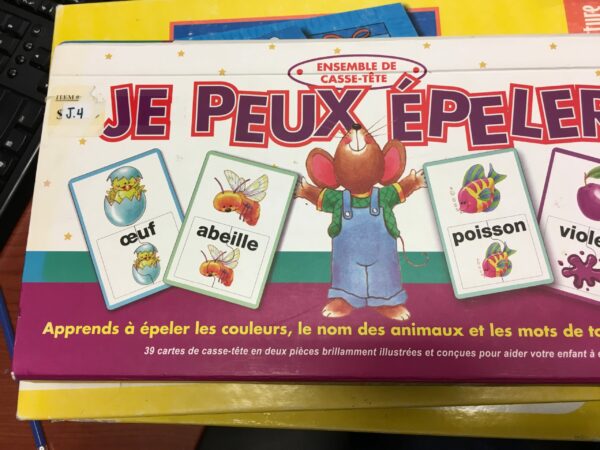 ENSEMBLE DE
CASSE-TÊTE
JE PEUX ÉPELER
ITEM #
$ J.4
œuf
abeille
poisson
viole
Apprends à épeler les couleurs, le nom des animaux et les mots de to
39 cartes de casse-tête en deux pièces brillamment illustrées et conçues pour aider votre enfant à é